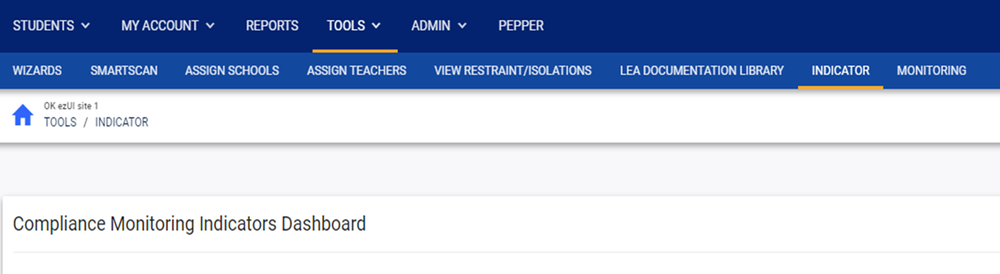 STUDENTS MY ACCOUNT REPORTS TOOLS ADMIN PEPPER
WIZARDS SMARTSCAN ASSIGN SCHOOLS ASSIGN TEACHERS VIEW RESTRAINT/ISOLATIONS LEA DOCUMENTATION LIBRARY INDICATOR MONITORING
OK ezUI site 1
TOOLS / INDICATOR
Compliance Monitoring Indicators Dashboard